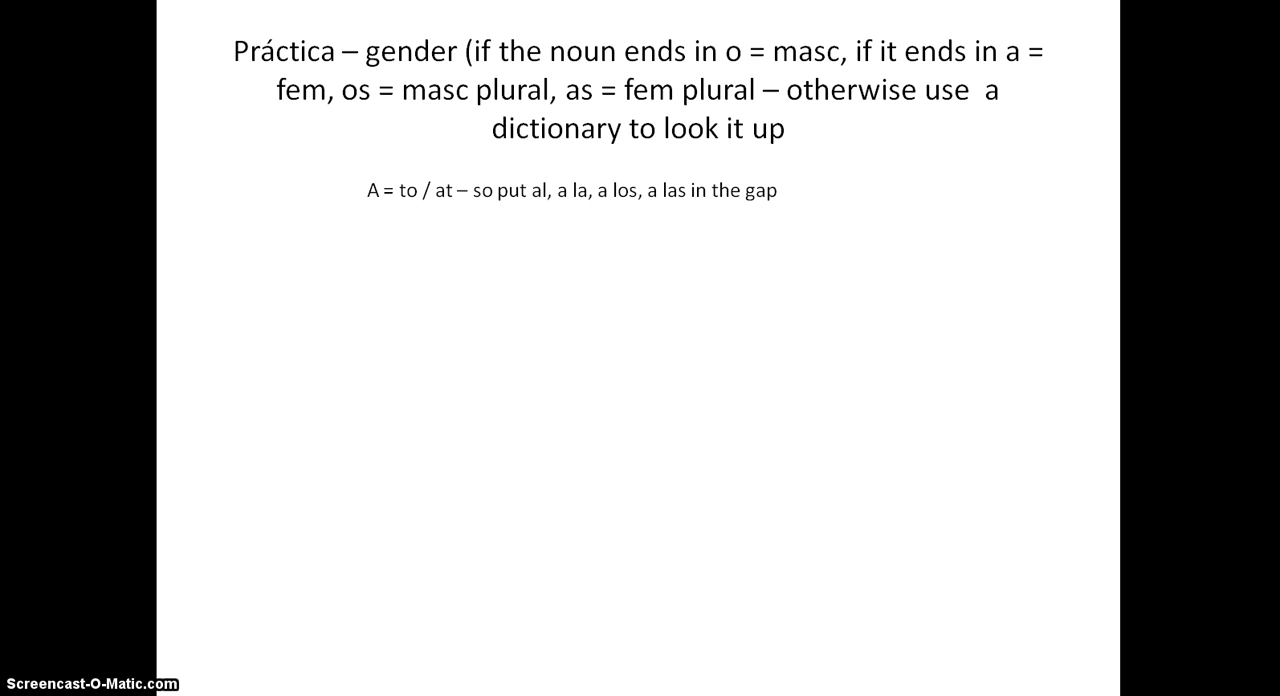 Práctica – gender (if the noun ends in o = masc, if it ends in a =
fem, os = masc plural, as = fem plural – otherwise use  a
dictionary to look it up
A = to / at – so put al, a la, a los, a las in the gap
Screencast-O-Matic.com